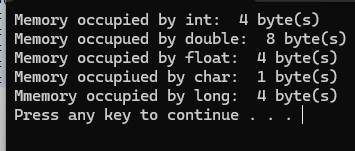 Memory occupied by int:  4 byte(s)
Memory occupued by double:  8 byte(s)
Memory occupied by float:  4 byte(s)
Memory occupiued by char:  1 byte(s)
Mmemory occupied by long:  4 byte(s)
Press any key to continue . . .